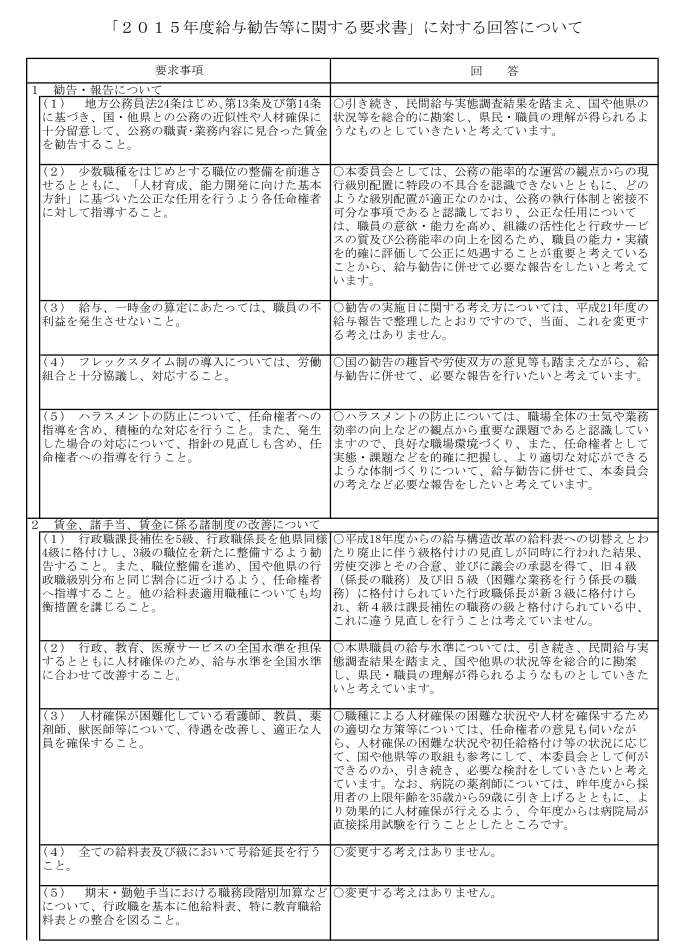 「２０１５年度給与勧告等に関する要求書」に対する回答について
要求事項
回　　答
１　勧告・報告について
（１）　地方公務員法24条はじめ、第13条及び第14条
に基づき、国・他県との公務の近似性や人材確保に
十分留意して、公務の職責･業務内容に見合った賃金
を勧告すること。
○引き続き、民間給与実態調査結果を踏まえ、国や他県の
状況等を総合的に勘案し、県民・職員の理解が得られるよ
うなものとしていきたいと考えています。
（２）　少数職種をはじめとする職位の整備を前進さ
せるとともに、「人材育成、能力開発に向けた基本
方針」に基づいた公正な任用を行うよう各任命権者
に対して指導すること。
○本委員会としては、公務の能率的な運営の観点からの現
行級別配置に特段の不具合を認識できないとともに、どの
ような級別配置が適正なのかは、公務の執行体制と密接不
可分な事項であると認識しており、公正な任用について
は、職員の意欲・能力を高め、組織の活性化と行政サービ
スの質及び公務能率の向上を図るため、職員の能力・実績
を的確に評価して公正に処遇することが重要と考えている
ことから、給与勧告に併せて必要な報告をしたいと考えて
います。
（３）　給与、一時金の算定にあたっては、職員の不
利益を発生させないこと。
○勧告の実施日に関する考え方については、平成21年度の
給与報告で整理したとおりですので、当面、これを変更す
る考えはありません。
（４）　フレックスタイム制の導入については、労働
組合と十分協議し、対応すること。
○国の勧告の趣旨や労使双方の意見等も踏まえながら、給
与勧告に併せて、必要な報告を行いたいと考えています。
（５）　ハラスメントの防止について、任命権者への
指導を含め、積極的な対応を行うこと。また、発生
した場合の対応について、指針の見直しも含め、任
命権者への指導を行うこと。
○ハラスメントの防止については、職場全体の士気や業務
効率の向上などの観点から重要な課題であると認識してい
ますので、良好な職場環境づくり、また、任命権者として
実態・課題などを的確に把握し、より適切な対応ができる
ような体制づくりについて、給与勧告に併せて、本委員会
の考えなど必要な報告をしたいと考えています。
２　賃金、諸手当、賃金に係る諸制度の改善について
（１）　行政職課長補佐を5級、行政職係長を他県同様
4級に格付けし、3級の職位を新たに整備するよう勧
告すること。また、職位整備を進め、国や他県の行
政職級別分布と同じ割合に近づけるよう、任命権者
へ指導すること。他の給料表適用職種についても均
衡措置を講じること。
○平成18年度からの給与構造改革の給料表への切替えとわ
たり廃止に伴う級格付けの見直しが同時に行われた結果、
労使交渉とその合意、並びに議会の承認を得て、旧４級
（係長の職務）及び旧５級（困難な業務を行う係長の職
務）に格付けられていた行政職係長が新３級に格付けら
れ、新４級は課長補佐の職務の級と格付けられている中、
これに違う見直しを行うことは考えていません。
（２）　行政、教育、医療サービスの全国水準を担保
するとともに人材確保のため、給与水準を全国水準
に合わせて改善すること。
○本県職員の給与水準については、引き続き、民間給与実
態調査結果を踏まえ、国や他県の状況等を総合的に勘案
し、県民・職員の理解が得られるようなものとしていきた
いと考えています。
（３）　人材確保が困難化している看護師、教員、薬
剤師、獣医師等について、待遇を改善し、適正な人
員を確保すること。
○職種による人材確保の困難な状況や人材を確保するため
の適切な方策等については、任命権者の意見も伺いなが
ら、人材確保の困難な状況や初任給格付け等の状況に応じ
て、国や他県等の取組も参考にして、本委員会として何が
できるのか、引き続き、必要な検討をしていきたいと考え
ています。なお、病院の薬剤師については、昨年度から採
用者の上限年齢を35歳から59歳に引き上げるとともに、よ
り効果的に人材確保が行えるよう、今年度からは病院局が
直接採用試験を行うこととしたところです。
（４）　全ての給料表及び級において号給延長を行う
こと。
○変更する考えはありません。
（５）　期末・勤勉手当における職務段階別加算など
について、行政職を基本に他給料表、特に教育職給
料表との整合を図ること。
○変更する考えはありません。